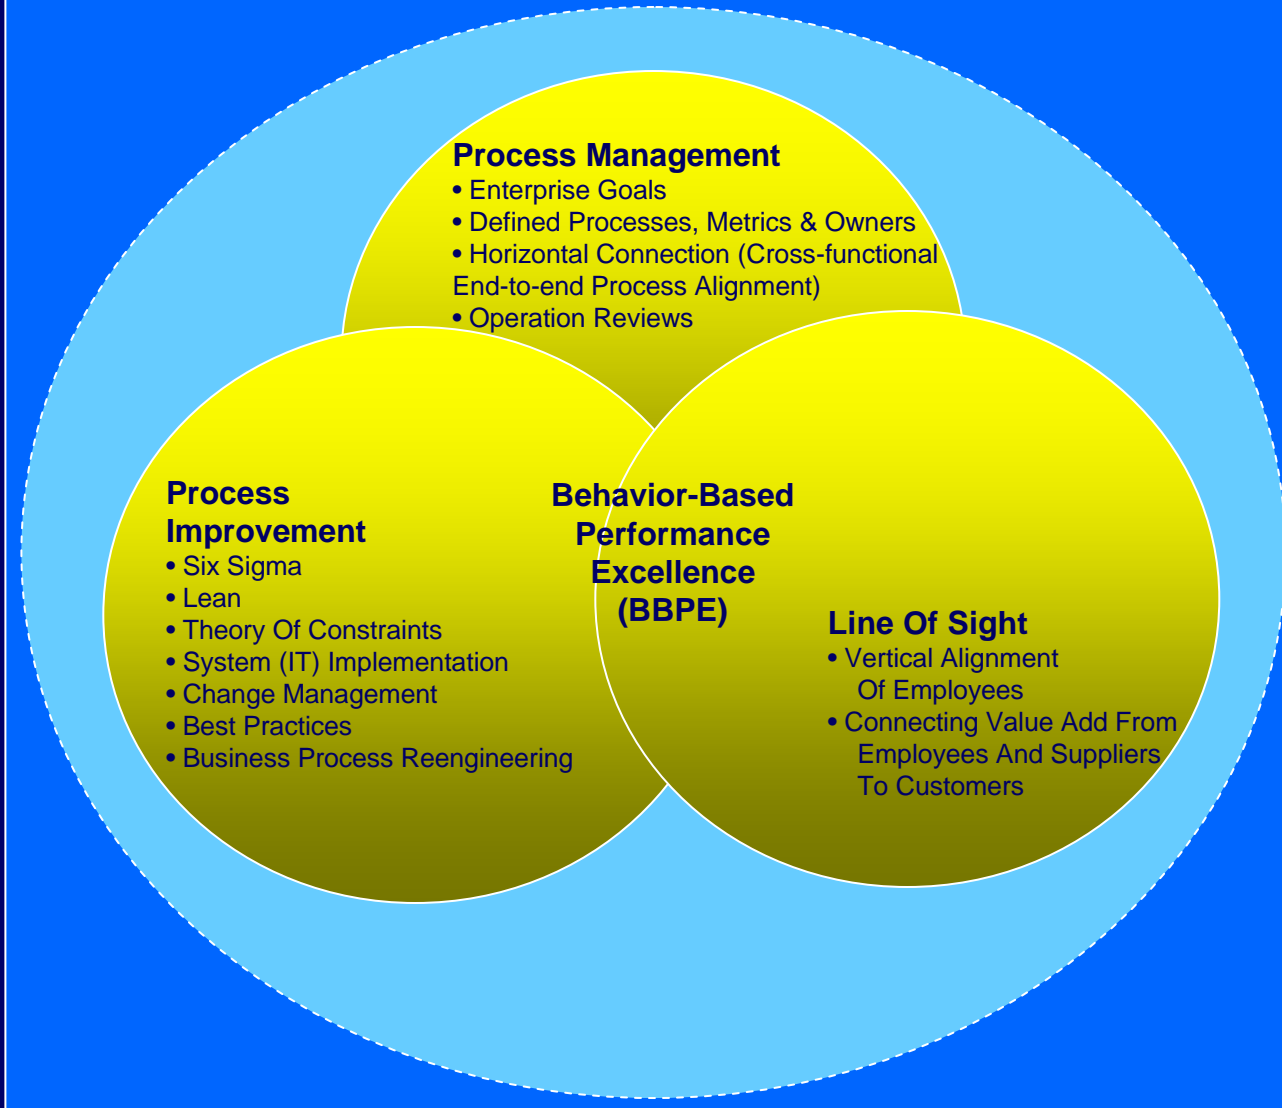 Process Management
• Enterprise Goals
• Defined Processes, Metrics & Owners
• Horizontal Connection (Cross-functional
End-to-end Process Alignment)
• Operation Reviews
Process
Improvement
• Six Sigma
• Lean
• Theory Of Constraints
• System (IT) Implementation
• Change Management
• Best Practices
• Business Process Reengineering
Behavior-Based
Performance
Excellence
(BBPE)
Line Of Sight
• Vertical Alignment
Of Employees
• Connecting Value Add From
Employees And Suppliers
To Customers